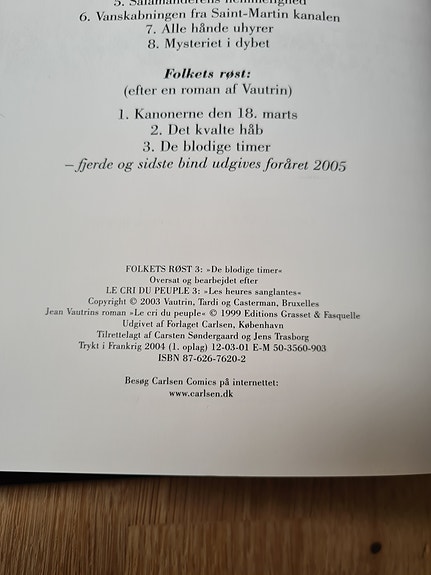 5. Salamanderens hemmelighed
6. Vanskabningen fra Saint-Martin kanalen
7. Alle hånde uhyrer
8. Mysteriet i dybet
Folkets røst:
(efter en roman af Vautrin)
1. Kanonerne den 18. marts
2. Det kvalte håb
3. De blodige timer
– fjerde og sidste bind udgives foråret 2005
FOLKETS RØST 3: »De blodige timer«
Oversat og bearbejdet efter
LE CRI DU PEUPLE 3: »Les heures sanglantes«
Copyright © 2003 Vautrin, Tardi og Casterman, Bruxelles
Jean Vautrins roman »Le cri du peuple« © 1999 Editions Grasset & Fasquelle
Udgivet af Forlaget Carlsen, København
Tilrettelagt af Carsten Søndergaard og Jens Trasborg
Trykt i Frankrig 2004 (1. oplag) 12-03-01 E-M 50-3560-903
ISBN 87-626-7620-2
Besøg Carlsen Comics på internettet:
www.carlsen.dk